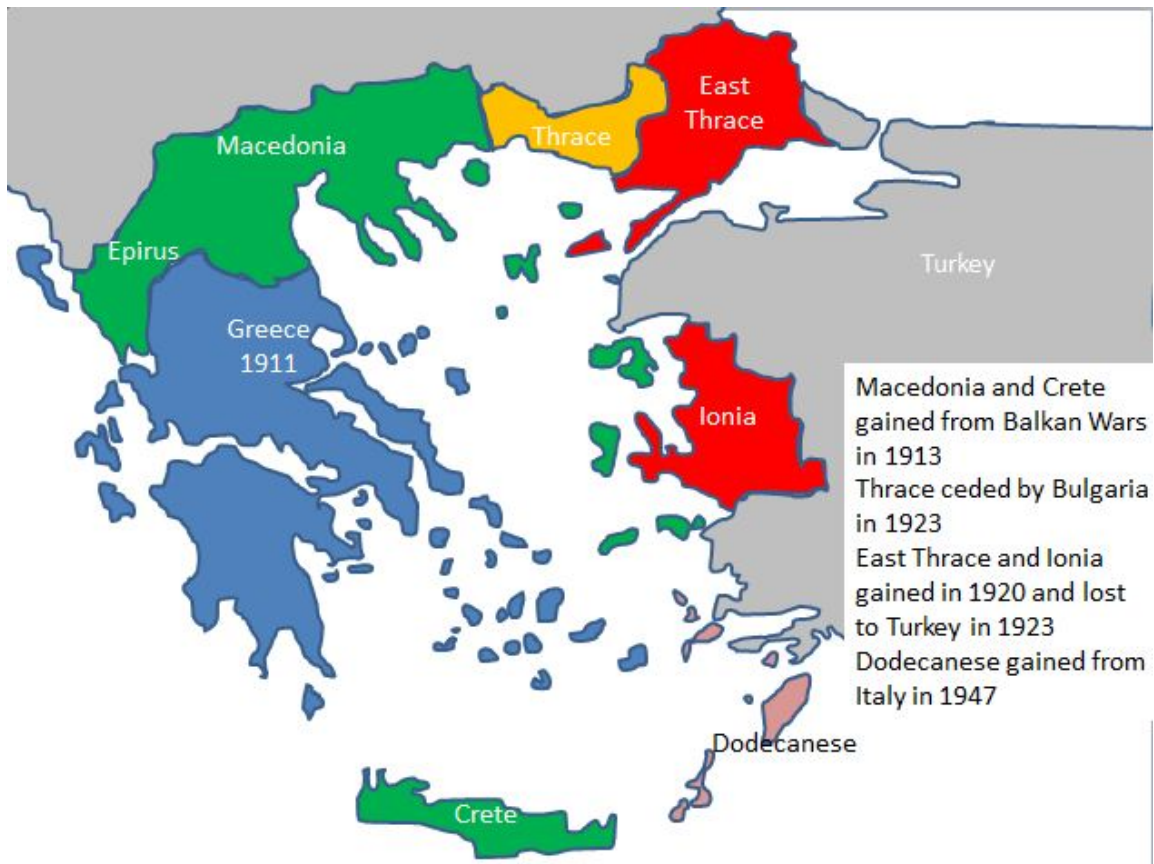 East
Thrace
Thrace
Macedonia
Epirus
Turkey
Greece
1911
Ionia
Macedonia and Crete
gained from Balkan Wars
in 1913
Thrace ceded by Bulgaria
in 1923
East Thrace and Ionia
gained in 1920 and lost
to Turkey in 1923
Dodecanese gained from
Italy in 1947
Dodecanese
Crete